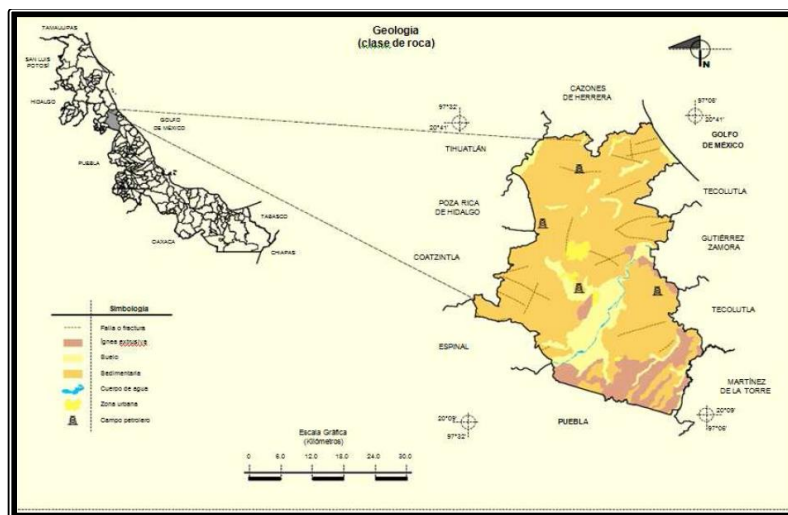 Geología
(clase de roca)
TAMAULIPAS
SAN LUIS
POTOSÍ
HIDALGO
GOLFO
DE MÉXICO
PUEBLA
TABASCO
OAXACA
CHIAPAS
N
CAZONES
DE HERRERA
97°32'
20°41'
97°06'
20°41'
TIHUATLÁN
GOLFO
DE MÉXICO
POZA RICA
DE HIDALGO
TECOLUTLA
COATZINTLA
GUTIÉRREZ
ZAMORA
TECOLUTLA
ESPINAL
MARTÍNEZ
DE LA TORRE
PUEBLA
20°09'
97°32'
20°09'
97°06'
Simbología
Falla o fractura
Ígnea extrusiva
Suelo
Sedimentaria
Cuerpo de agua
Zona urbana
Campo petrolero
Escala Gráfica
(Kilómetros)
0 6.0 12.0 18.0 24.0 30.0